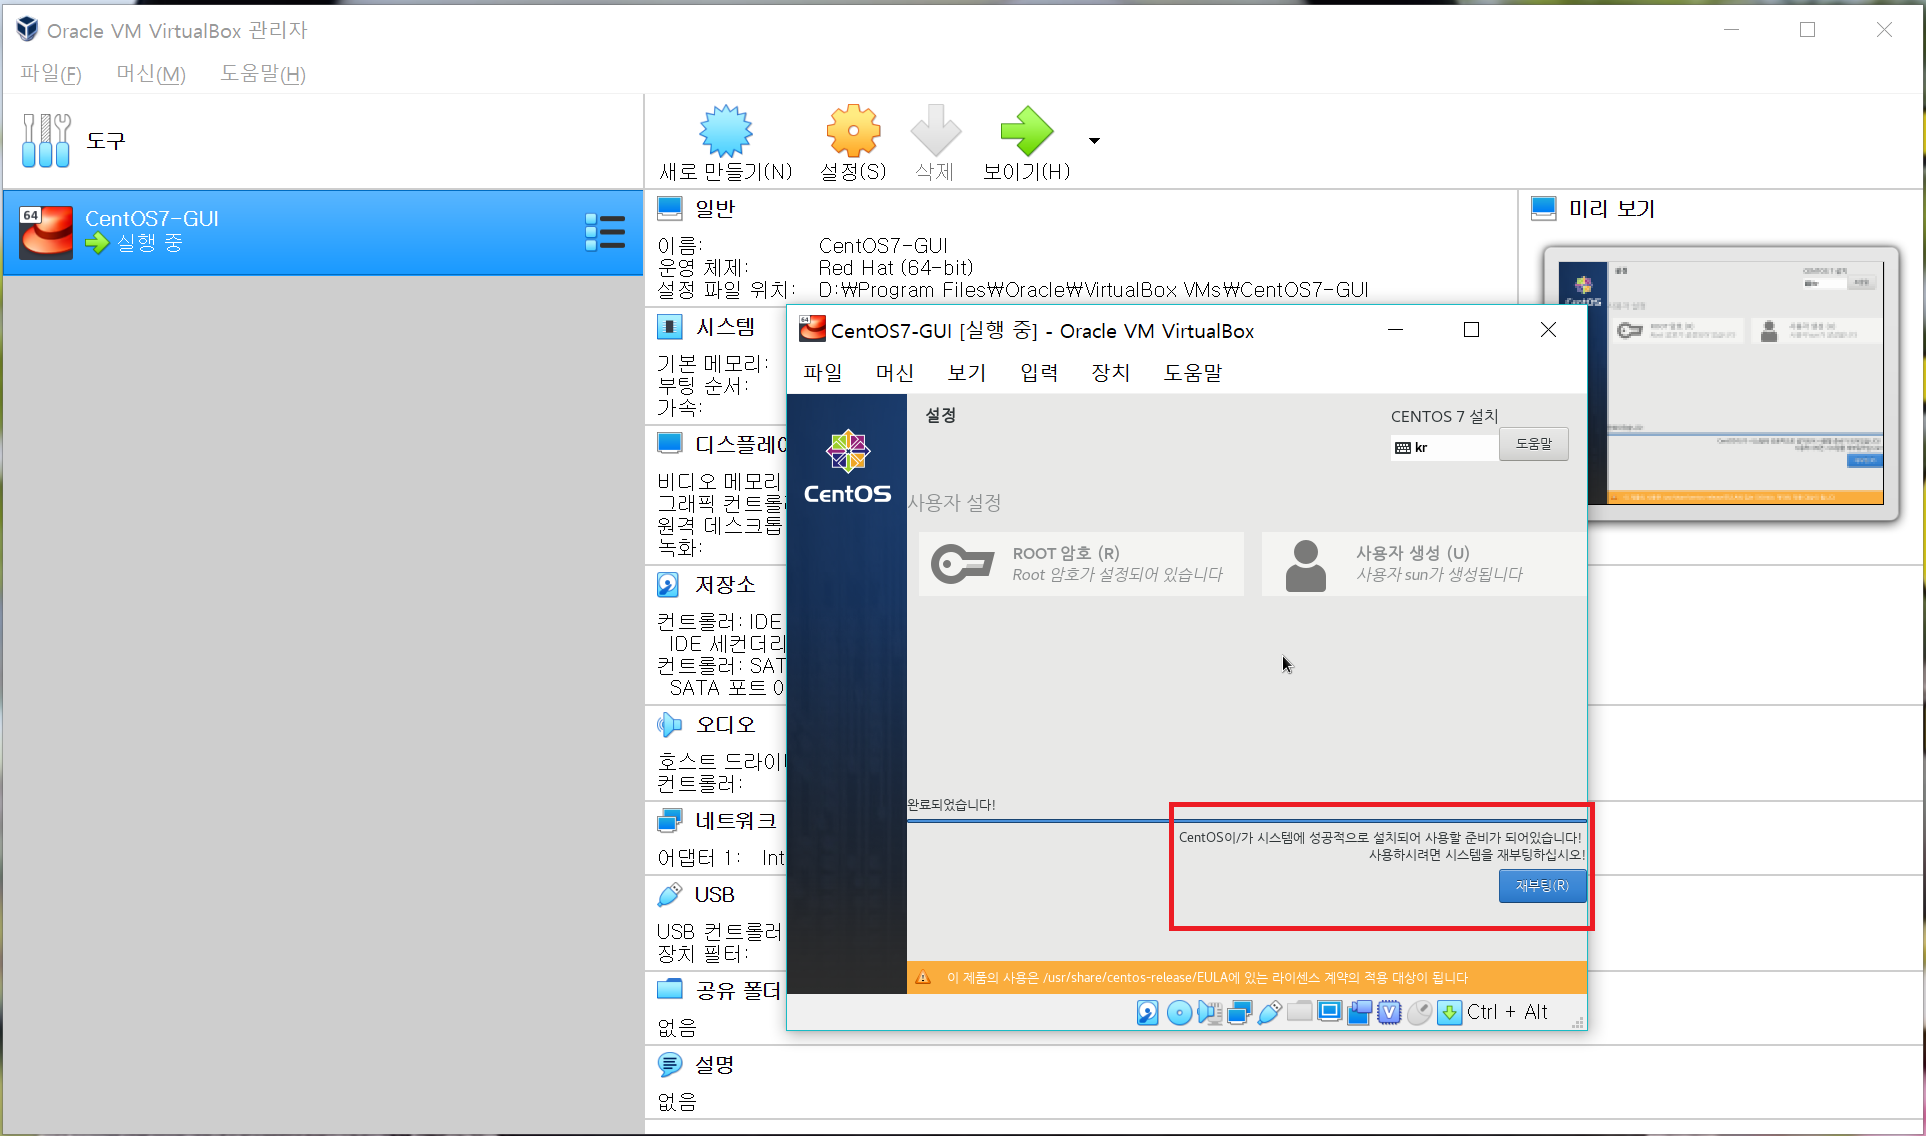 Oracle VM VirtualBox 관리자
파일(F) 머신(M) 도움말(H)
도구
새로 만들기(N) 설정(S) 삭제 보이기(H)
64
CentOS7-GUI
실행 중
일반
이름: CentOS7-GUI
운영 체제: Red Hat (64-bit)
설정 파일 위치: D:₩Program Files₩Oracle₩VirtualBox VMs₩CentOS7-GUI
미리 보기
시스템
기본 메모리:
부팅 순서:
가속:
디스플레
비디오 메모리
그래픽 컨트롤
원격 데스크톱
녹화:
저장소
컨트롤러: IDE
IDE 세컨더리
컨트롤러: SAT
SATA 포트 0
오디오
호스트 드라이
컨트롤러:
네트워크
어댑터 1: Int
USB
USB 컨트롤러
장치 필터:
공유 폴더
없음
설명
없음
64
CentOS7-GUI [실행 중] - Oracle VM VirtualBox
파일 머신 보기 입력 장치 도움말
CentOS
설정
CENTOS 7 설치
kr
도움말
사용자 설정
ROOT 암호 (R)
Root 암호가 설정되어 있습니다
사용자 생성 (U)
사용자 sun가 생성됩니다
완료되었습니다!
CentOS이/가 시스템에 성공적으로 설치되어 사용할 준비가 되어있습니다!
사용하시려면 시스템을 재부팅하십시오!
재부팅(R)
이 제품의 사용은 /usr/share/centos-release/EULA에 있는 라이센스 계약의 적용 대상이 됩니다
Ctrl + Alt